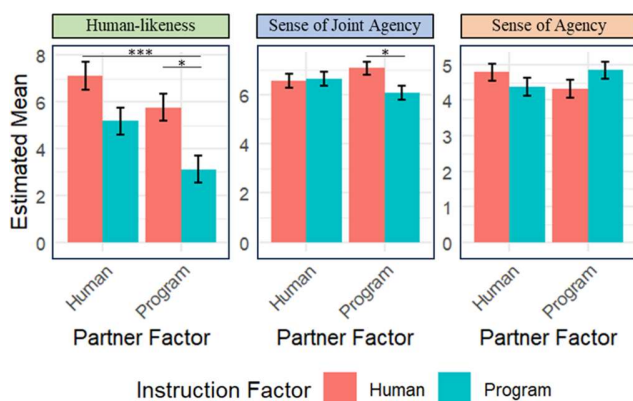 Human-likeness
Sense of Joint Agency
Sense of Agency
Estimated Mean
8
6
4
2
0
***
*
6
4
2
0
*
5
4
3
2
1
0
Human
Program
Human
Program
Human
Program
Partner Factor
Partner Factor
Partner Factor
Instruction Factor
Human
Program